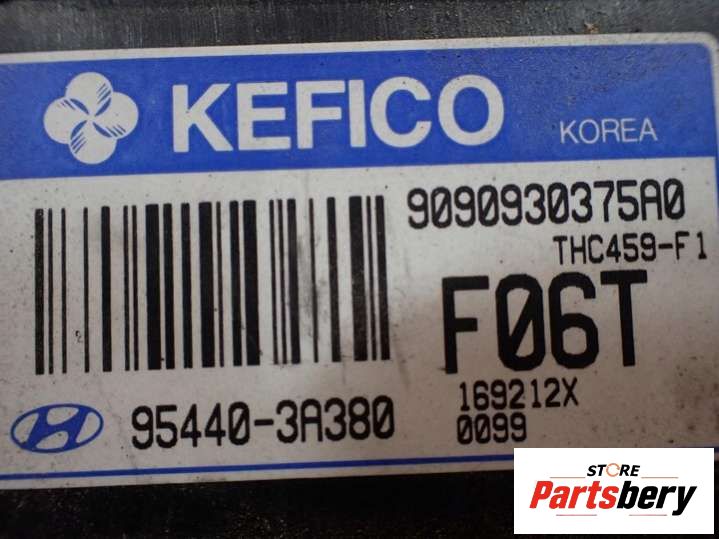 KEFICO KOREA
9090930375A0
THC459-F1
F06T
95440-3A380
169212X
0099
STORE
Partsbery